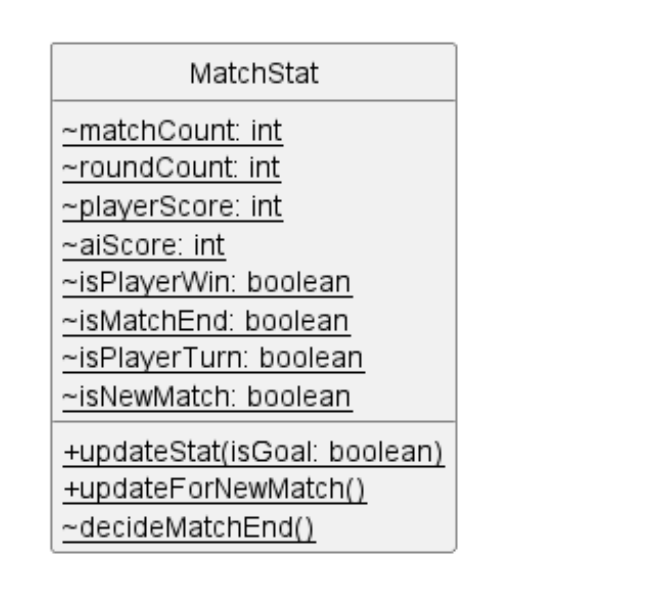 MatchStat
~matchCount: int
~roundCount: int
~playerScore: int
~aiScore: int
~isPlayerWin: boolean
~isMatchEnd: boolean
~isPlayerTurn: boolean
~isNewMatch: boolean
+updateStat(isGoal: boolean)
+updateForNewMatch()
~decideMatchEnd()